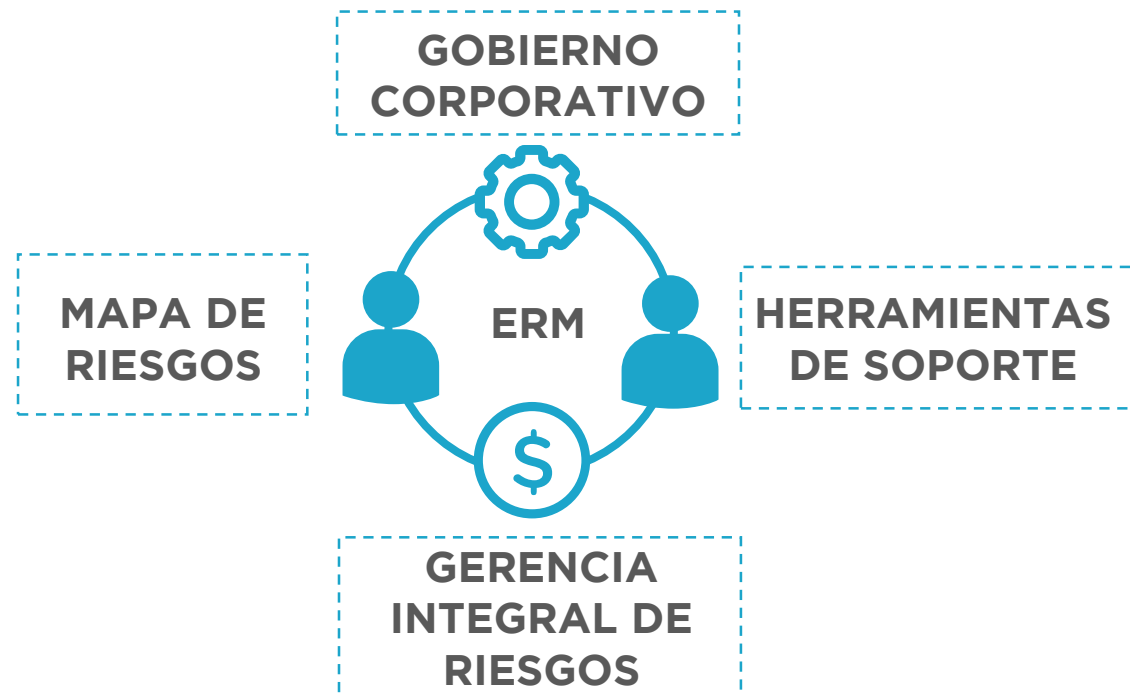 GOBIERNO
CORPORATIVO
MAPA DE
RIESGOS
ERM
HERRAMIENTAS
DE SOPORTE
$
GERENCIA
INTEGRAL DE
RIESGOS